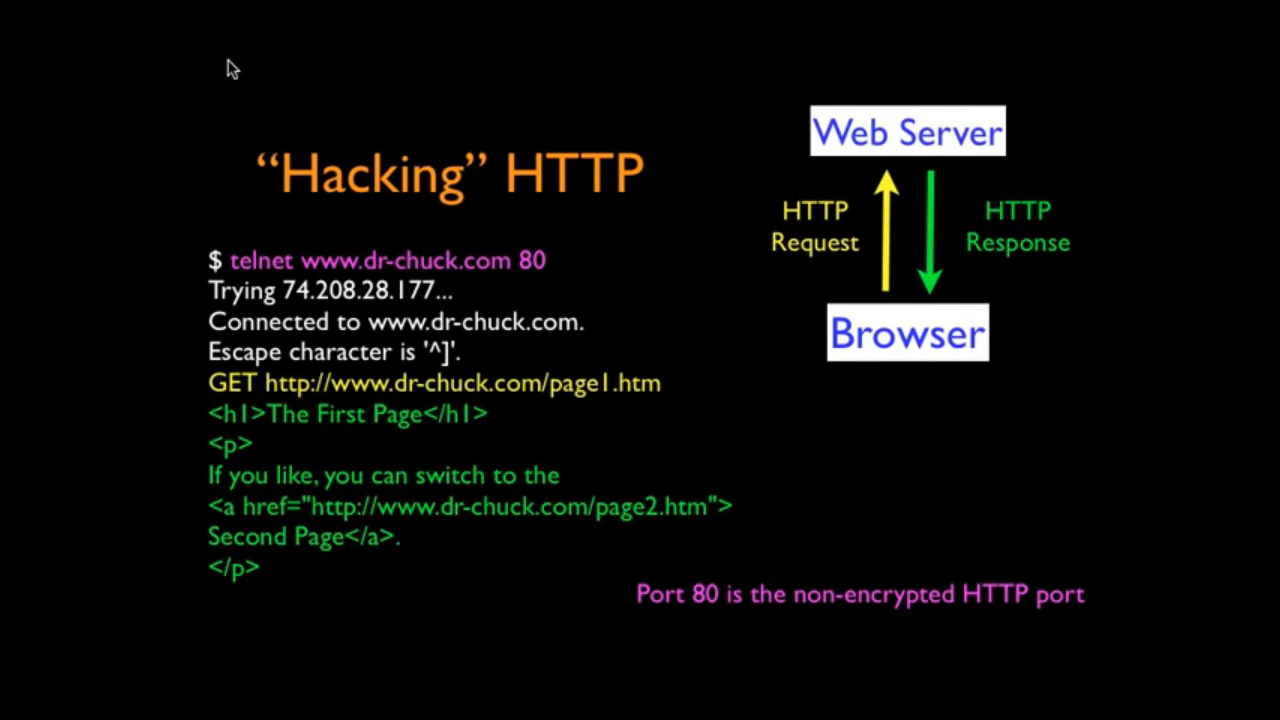 “Hacking” HTTP
$ telnet www.dr-chuck.com 80
Trying 74.208.28.177...
Connected to www.dr-chuck.com.
Escape character is '^]'.
GET http://www.dr-chuck.com/page1.htm
<h1>The First Page</h1>
<p>
If you like, you can switch to the
<a href="http://www.dr-chuck.com/page2.htm">
Second Page</a>.
</p>
Web Server
HTTP
Request
HTTP
Response
Browser
Port 80 is the non-encrypted HTTP port